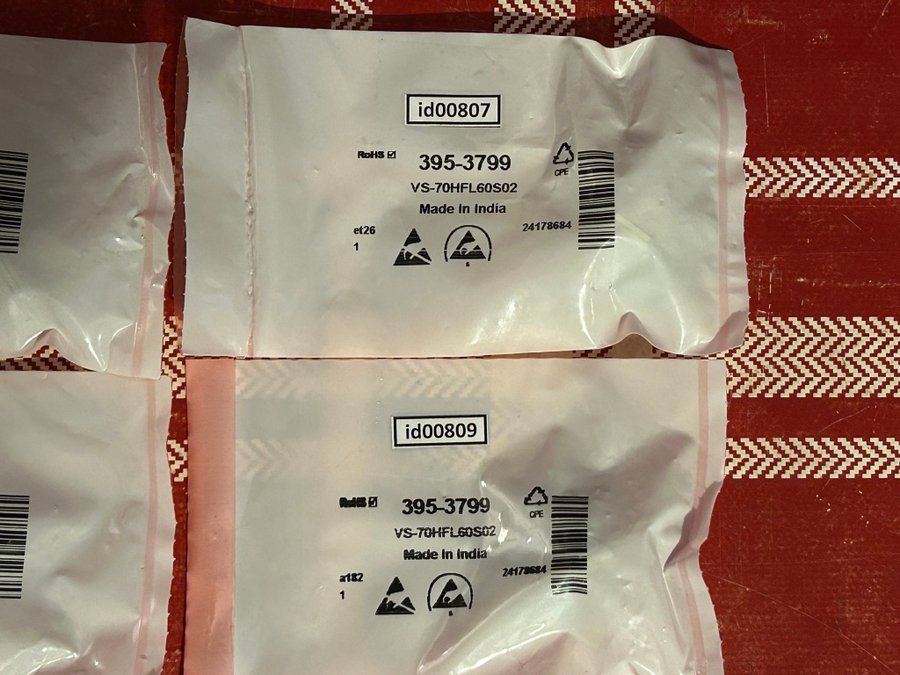 id00807
RoHS ☑ 395-3799
CPE
VS-70HFL60S02
Made In India
et26
24178684
1
S
id00809
RoHS ☑ 395-3799
CPE
VS-70HFL60S02
Made In India
a182
24178684
1
S